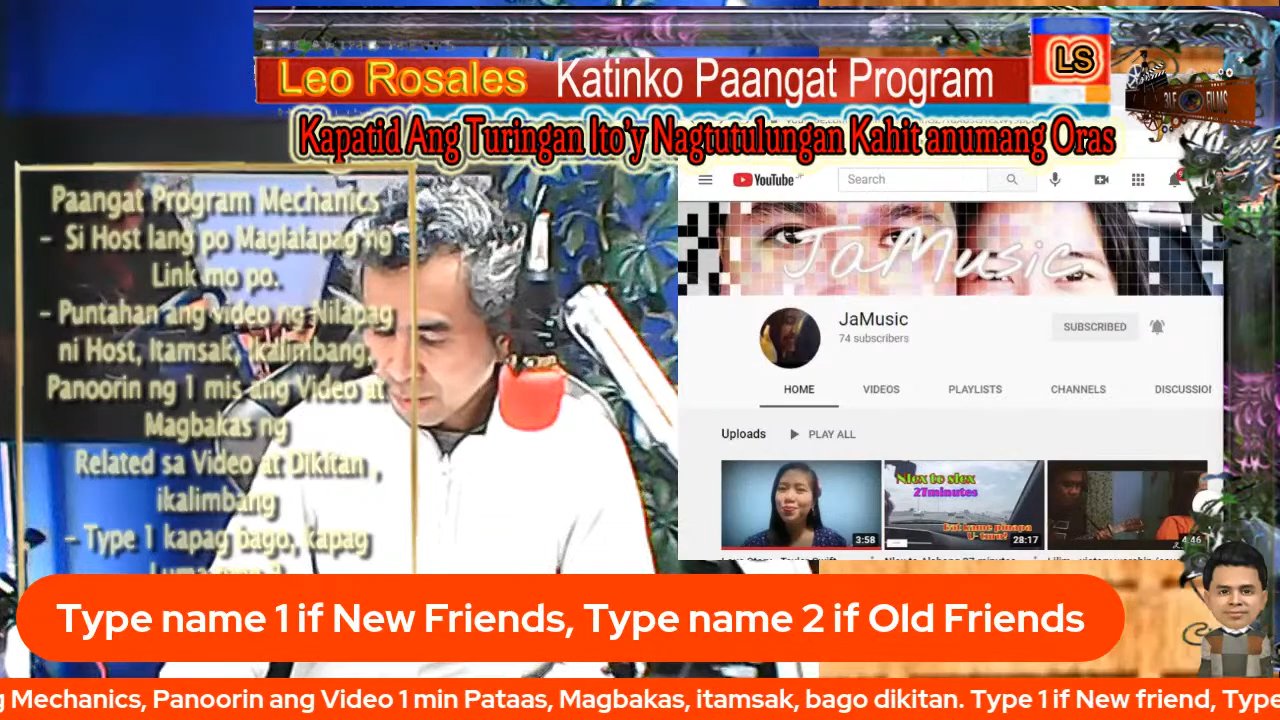 Leo Rosales Katinko Paangat Program
LS
3LF FILMS
Kapatid Ang Turingan Ito'y Nagtutulungan Kahit anumang Oras
Paangat Program Mechanics
- Si Host lang po Maglalapag ng
Link mo po.
- Puntahan ang video ng Nilapag
ni Host, Itamsak, Ikalimbang,
Panoorin ng 1 mis ang Video at
Magbakas ng
Related sa Video at Dikitan ,
ikalimbang
- Type 1 kapag bago, kapag
YouTube
Search
JaMusic
JaMusic
74 subscribers
SUBSCRIBED
HOME VIDEOS PLAYLISTS CHANNELS DISCUSSION
Uploads PLAY ALL
Nlex to slex
27minutes
U- turn?
3:58
28:17
4:46
Type name 1 if New Friends, Type name 2 if Old Friends
g Mechanics, Panoorin ang Video 1 min Pataas, Magbakas, itamsak, bago dikitan. Type 1 if New friend, Type